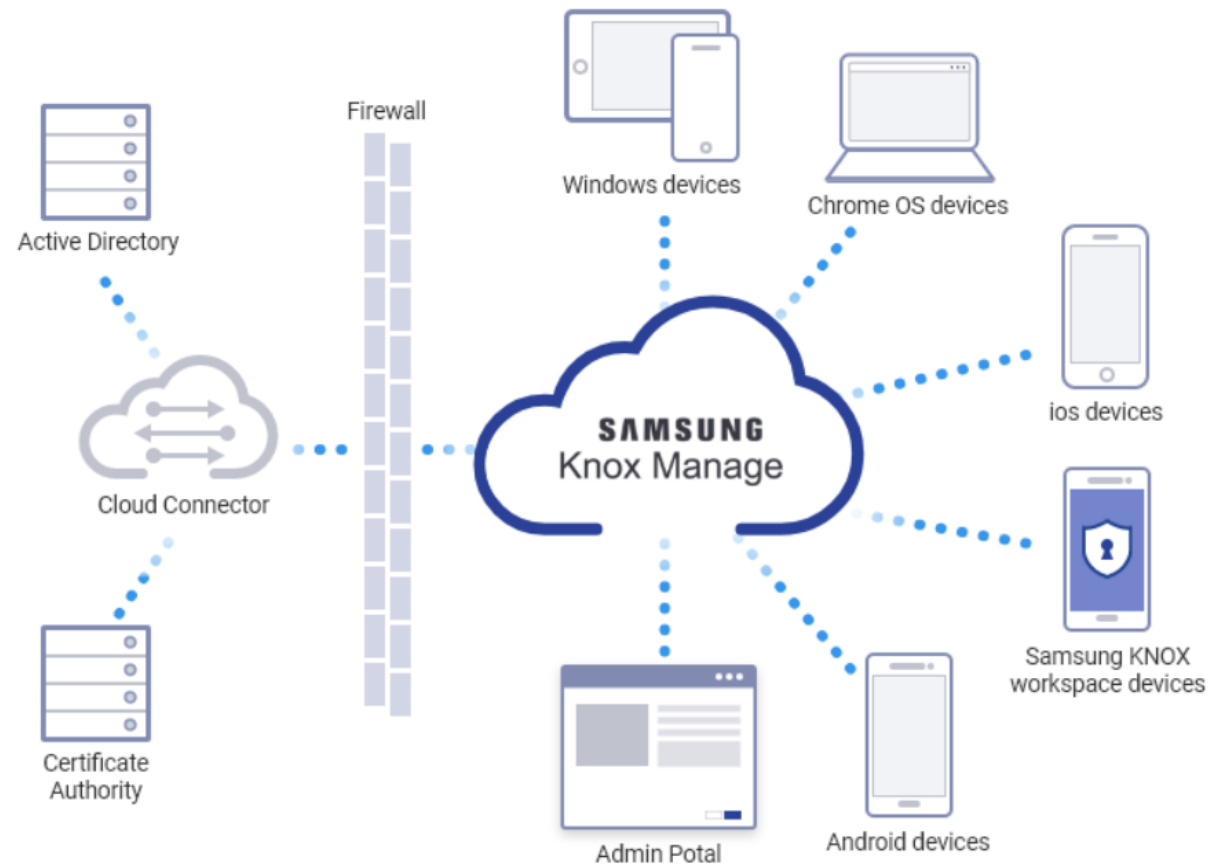 Firewall
Windows devices
Chrome OS devices
Active Directory
ios devices
SAMSUNG
Knox Manage
Cloud Connector
Samsung KNOX
workspace devices
Certificate
Authority
Android devices
Admin Potal